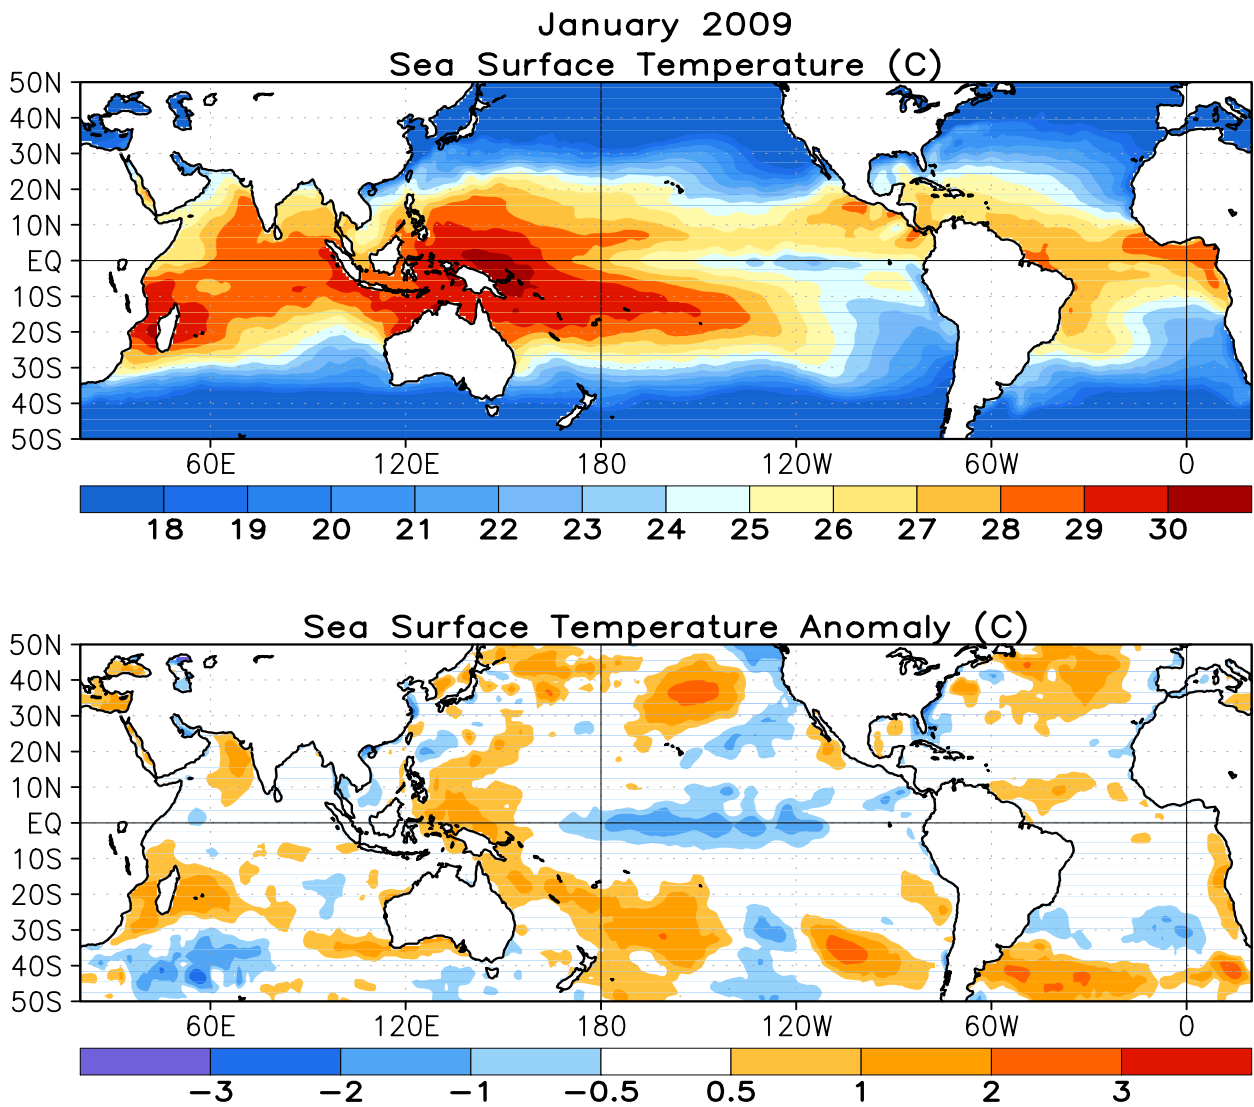 January 2009
Sea Surface Temperature (C)
50N
40N
30N
20N
10N
EQ
10S
20S
30S
40S
50S
60E 120E 180 120W 60W 0
18 19 20 21 22 23 24 25 26 27 28 29 30
Sea Surface Temperature Anomaly (C)
50N
40N
30N
20N
10N
EQ
10S
20S
30S
40S
50S
60E 120E 180 120W 60W 0
-3 -2 -1 -0.5 0.5 1 2 3